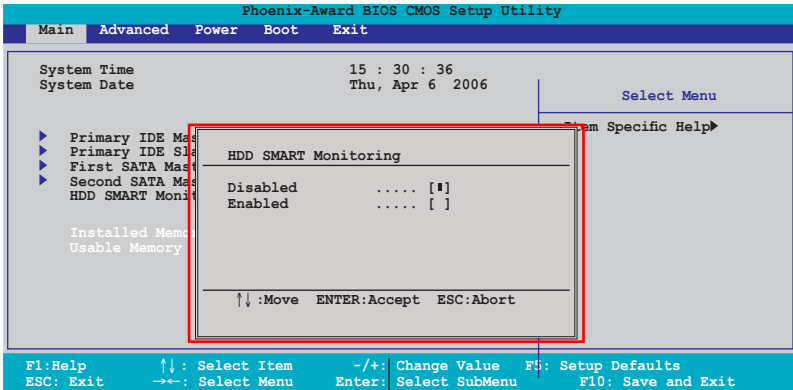 Phoenix-Award BIOS CMOS Setup Utility
Main Advanced Power Boot Exit
System Time 15 : 30 : 36
System Date Thu, Apr 6 2006
Select Menu
Item Specific Help▶
Primary IDE Mas
Primary IDE Sla
First SATA Mast
Second SATA Mas
HDD SMART Monit
Installed Memo
Usable Memory
HDD SMART Monitoring
Disabled ..... [▮]
Enabled ..... [ ]
↑↓ :Move ENTER:Accept ESC:Abort
F1:Help ↑↓ : Select Item -/+: Change Value F5: Setup Defaults
ESC: Exit →←: Select Menu Enter: Select SubMenu F10: Save and Exit